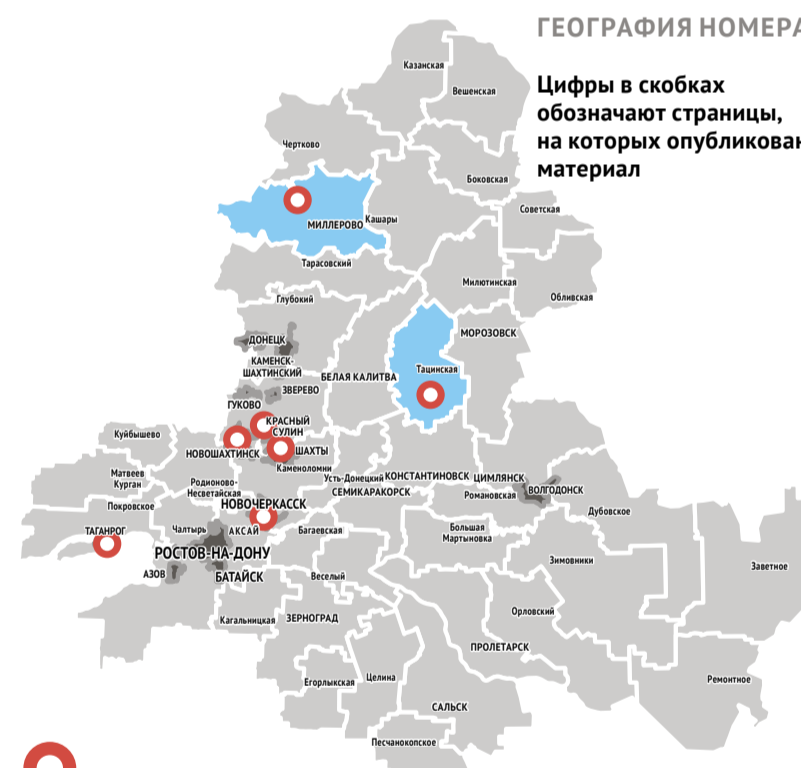 ГЕОГРАФИЯ НОМЕРА
Цифры в скобках
обозначают страницы,
на которых опубликован
материал
Казанская
Вешенская
Чертково
Боковская
Советская
МИЛЛЕРОВО
Кашары
Тарасовский
Милютинская
Обливская
Глубокий
МОРОЗОВСК
ДОНЕЦК
КАМЕНСК-
ШАХТИНСКИЙ
Тацинская
БЕЛАЯ КАЛИТВА
ЗВЕРЕВО
ГУКОВО
КРАСНЫЙ
СУЛИН
Куйбышево
НОВОШАХТИНСК
ШАХТЫ
Каменоломни
Матвеев
Курган
Родионово-
Несветайская
Усть-Донецкий
КОНСТАНТИНОВСК
ЦИМЛЯНСК
СЕМИКАРАКОРСК
Романовская
ВОЛГОДОНСК
Покровское
НОВОЧЕРКАССК
Дубовское
ТАГАНРОГ
Чалтырь
АКСАЙ
Багаевская
Большая
Мартыновка
РОСТОВ-НА-ДОНУ
Зимовники
Заветное
АЗОВ
БАТАЙСК
Веселый
Орловский
Кагальницкая
ЗЕРНОГРАД
ПРОЛЕТАРСК
Егорлыкская
Целина
Ремонтное
САЛЬСК
Песчанокопское